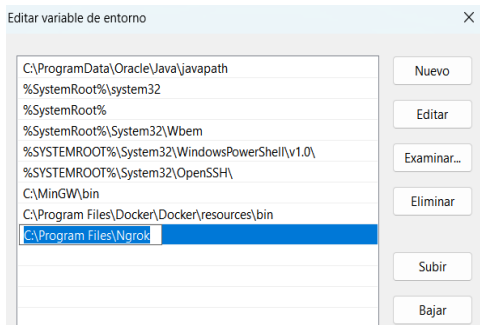 Editar variable de entorno
C:\ProgramData\Oracle\Java\javapath
%SystemRoot%\system32
%SystemRoot%
%SystemRoot%\System32\Wbem
%SYSTEMROOT%\System32\WindowsPowerShell\v1.0\
%SYSTEMROOT%\System32\OpenSSH\
C:\MinGW\bin
C:\Program Files\Docker\Docker\resources\bin
C:\Program Files\Ngrok
Nuevo
Editar
Examinar...
Eliminar
Subir
Bajar